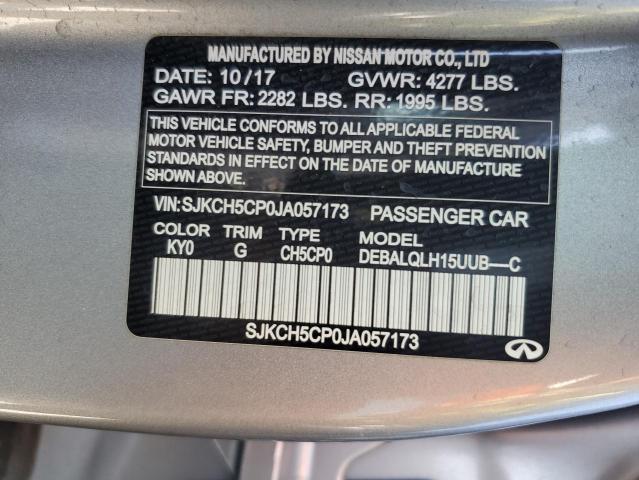 MANUFACTURED BY NISSAN MOTOR CO., LTD
DATE: 10/17 GVWR: 4277 LBS.
GAWR FR: 2282 LBS. RR: 1995 LBS.
THIS VEHICLE CONFORMS TO ALL APPLICABLE FEDERAL
MOTOR VEHICLE SAFETY, BUMPER AND THEFT PREVENTION
STANDARDS IN EFFECT ON THE DATE OF MANUFACTURE
SHOWN ABOVE.
VIN: SJKCH5CP0JA057173 PASSENGER CAR
COLOR TRIM TYPE MODEL
KY0 G CH5CP0 DEBALQLH15UUB—C
SJKCH5CP0JA057173